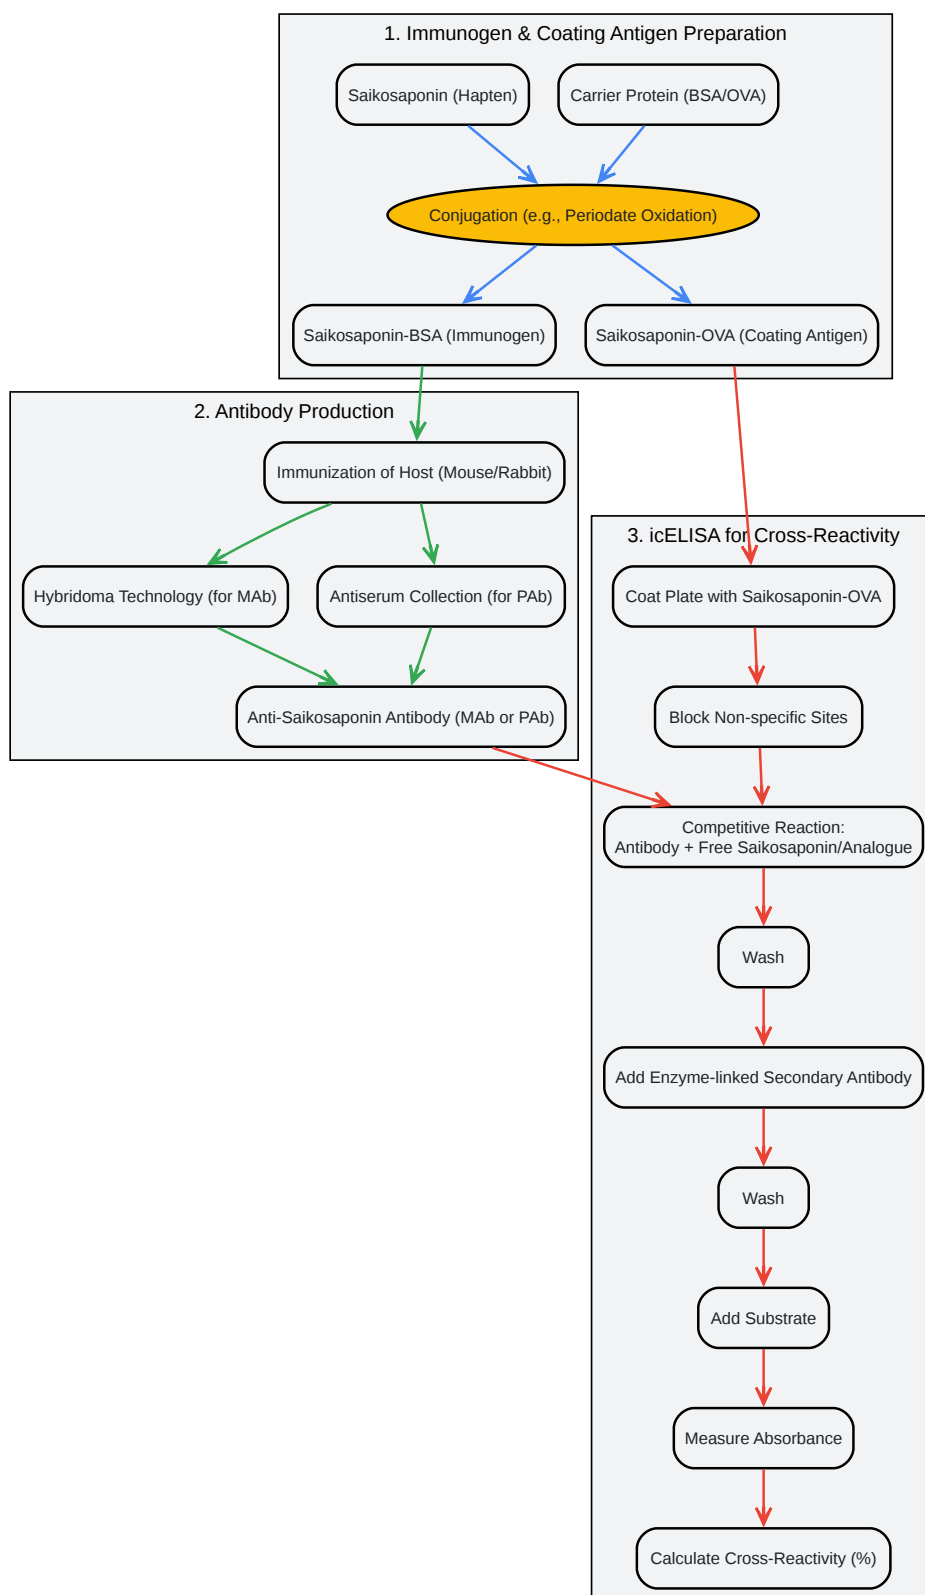 1. Immunogen & Coating Antigen Preparation
Saikosaponin (Hapten)
Carrier Protein (BSA/OVA)
Conjugation (e.g., Periodate Oxidation)
Saikosaponin-BSA (Immunogen)
Saikosaponin-OVA (Coating Antigen)
2. Antibody Production
Immunization of Host (Mouse/Rabbit)
Hybridoma Technology (for MAb)
Antiserum Collection (for PAb)
Anti-Saikosaponin Antibody (MAb or PAb)
3. icELISA for Cross-Reactivity
Coat Plate with Saikosaponin-OVA
Block Non-specific Sites
Competitive Reaction:
Antibody + Free Saikosaponin/Analogue
Wash
Add Enzyme-linked Secondary Antibody
Wash
Add Substrate
Measure Absorbance
Calculate Cross-Reactivity (%)